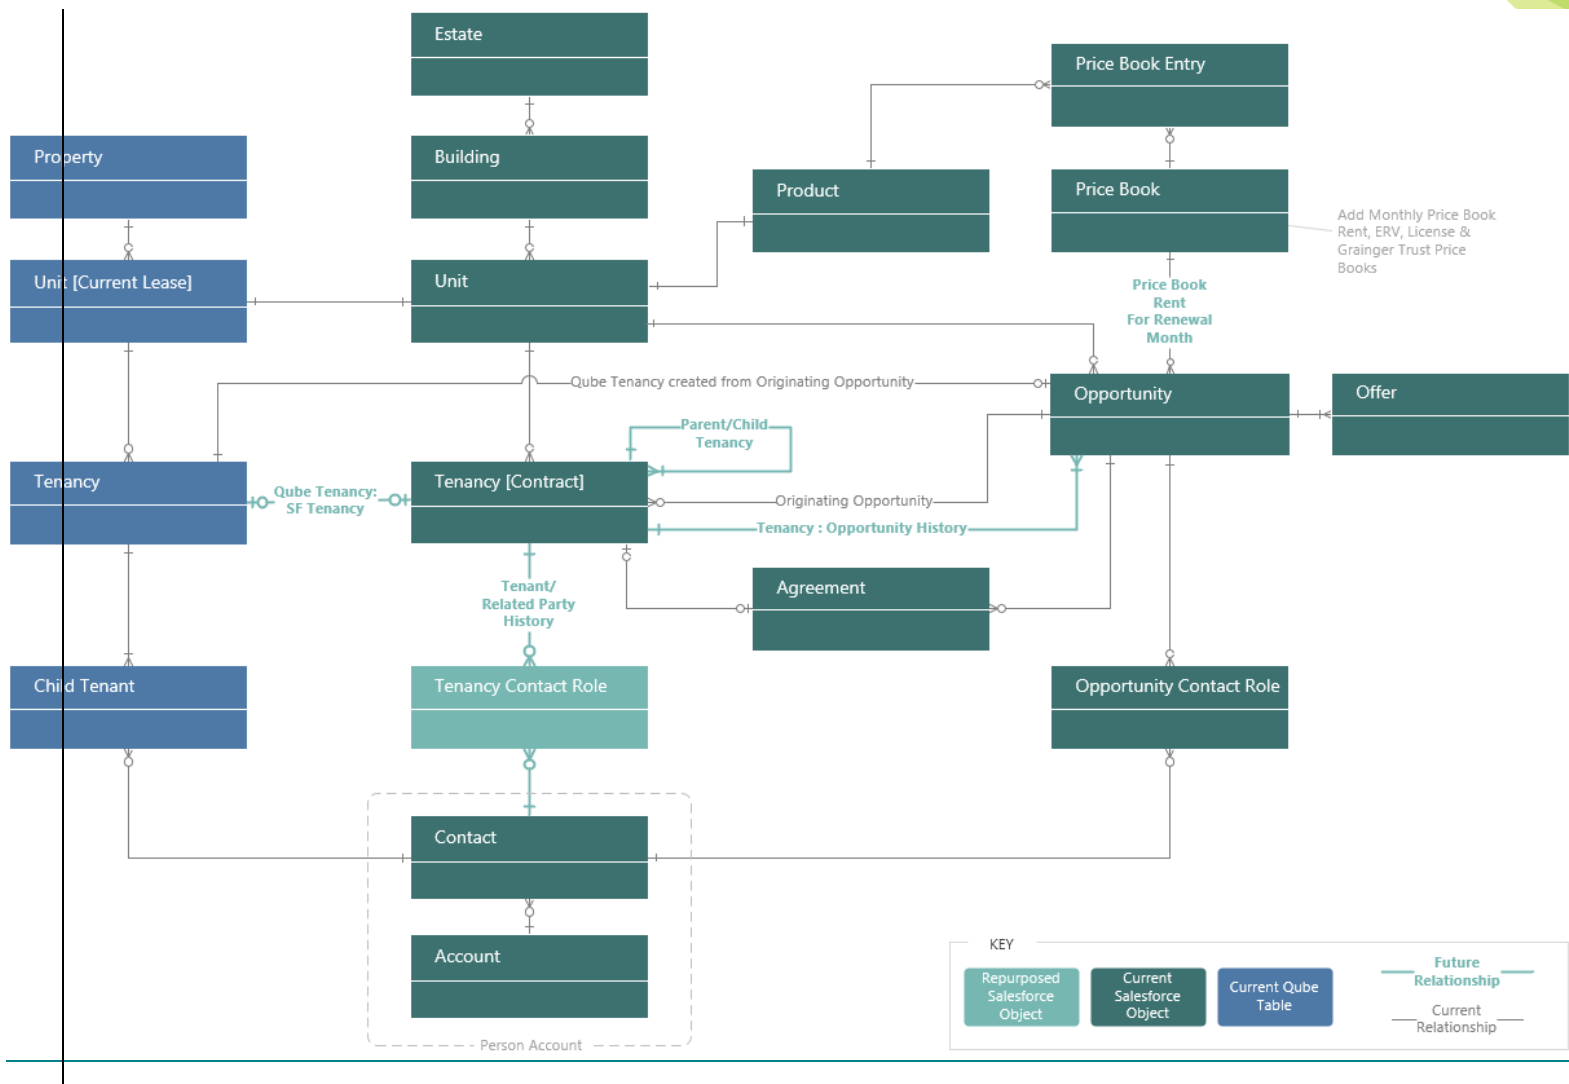 Estate
Price Book Entry
Property
Building
Product
Price Book
Add Monthly Price Book
Rent, ERV, License &
Grainger Trust Price
Books
Unit [Current Lease]
Unit
Price Book
Rent
For Renewal
Month
Qube Tenancy created from Originating Opportunity
Opportunity
Offer
Parent/Child
Tenancy
Tenancy
Qube Tenancy:
SF Tenancy
Tenancy [Contract]
Originating Opportunity
Tenancy : Opportunity History
Tenant/
Related Party
History
Agreement
Child Tenant
Tenancy Contact Role
Opportunity Contact Role
Contact
Account
Person Account
KEY
Repurposed
Salesforce
Object
Current
Salesforce
Object
Current Qube
Table
Future
Relationship
Current
Relationship